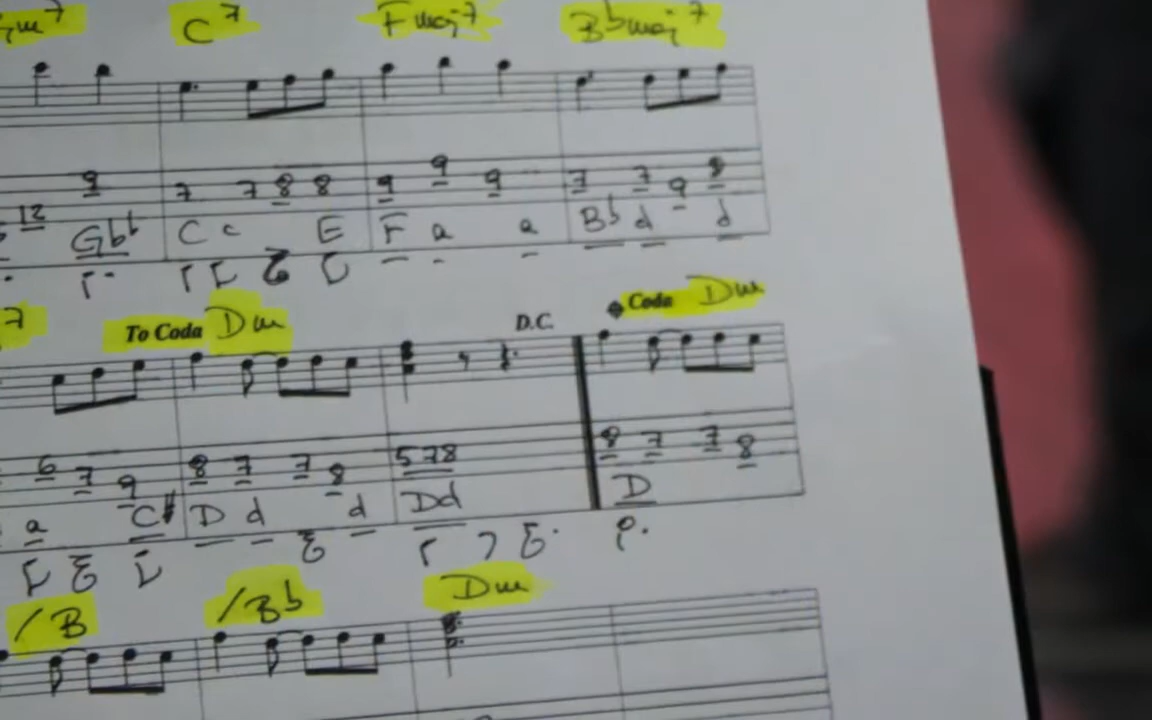 C7 Fmaj7 Bbmaj7
12 9 7 7 8 8 9 9 9 7 7 9 8
Gbb C c E F a a Bb d d
7 To Coda Dm D.C. Coda Dm
6 7 9 8 7 7 8 578 8 7 7 8
a C# D d d Dd D
/B /Bb Dm